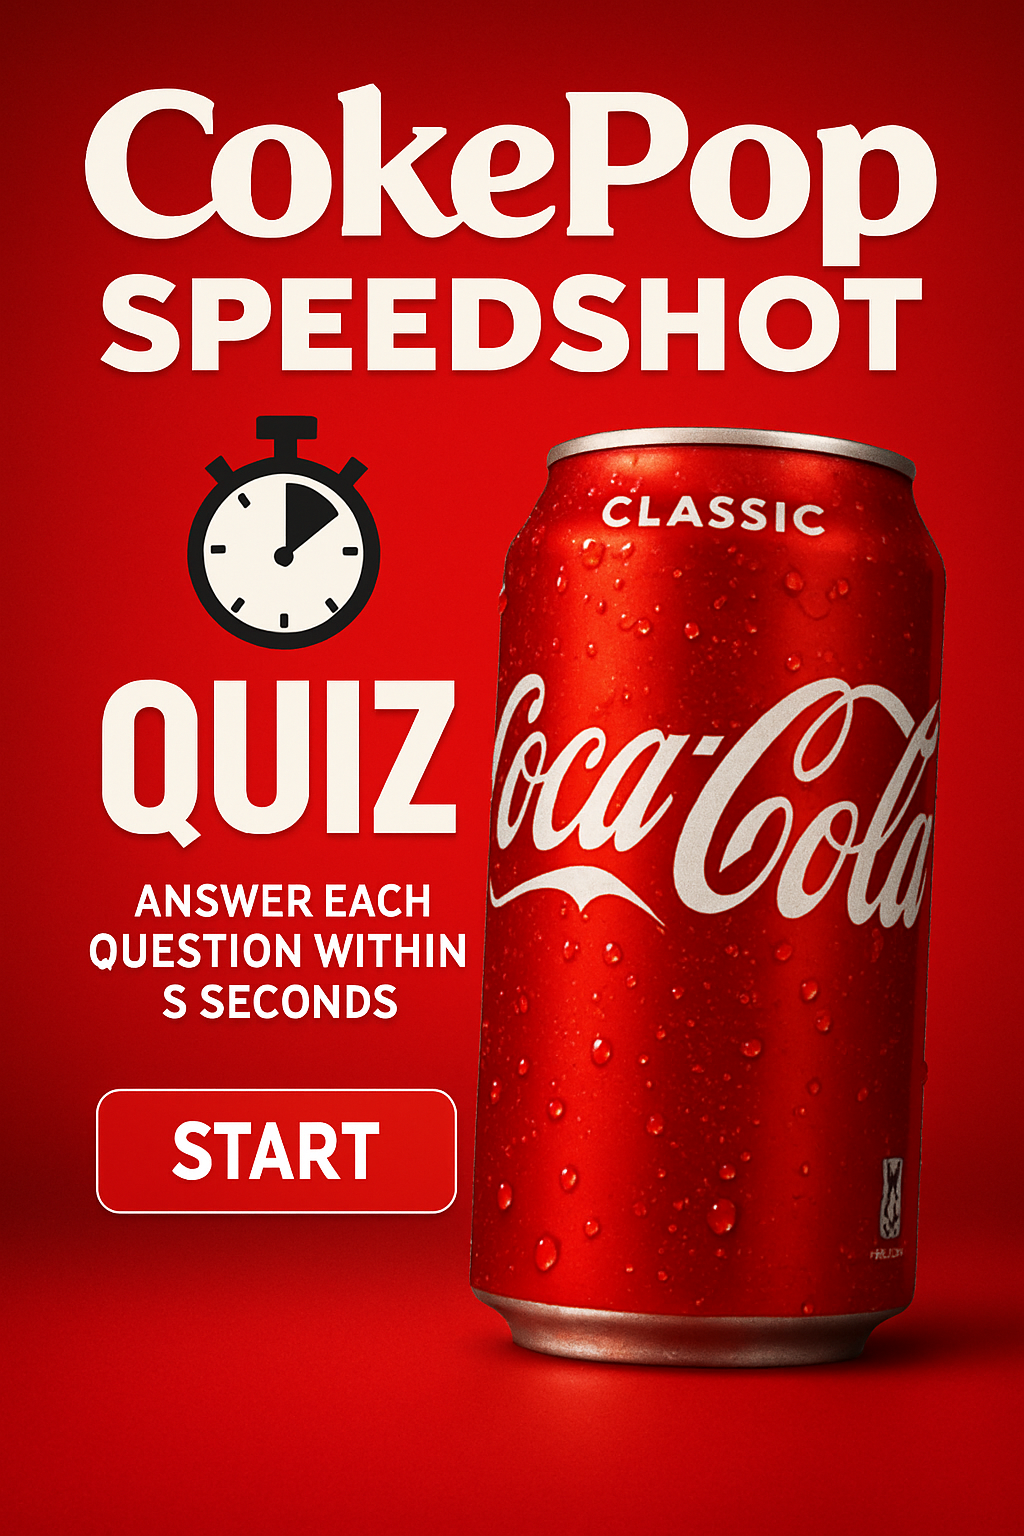 CokePop
SPEEDSHOT
CLASSIC
Coca-Cola
QUIZ
ANSWER EACH
QUESTION WITHIN
S SECONDS
START